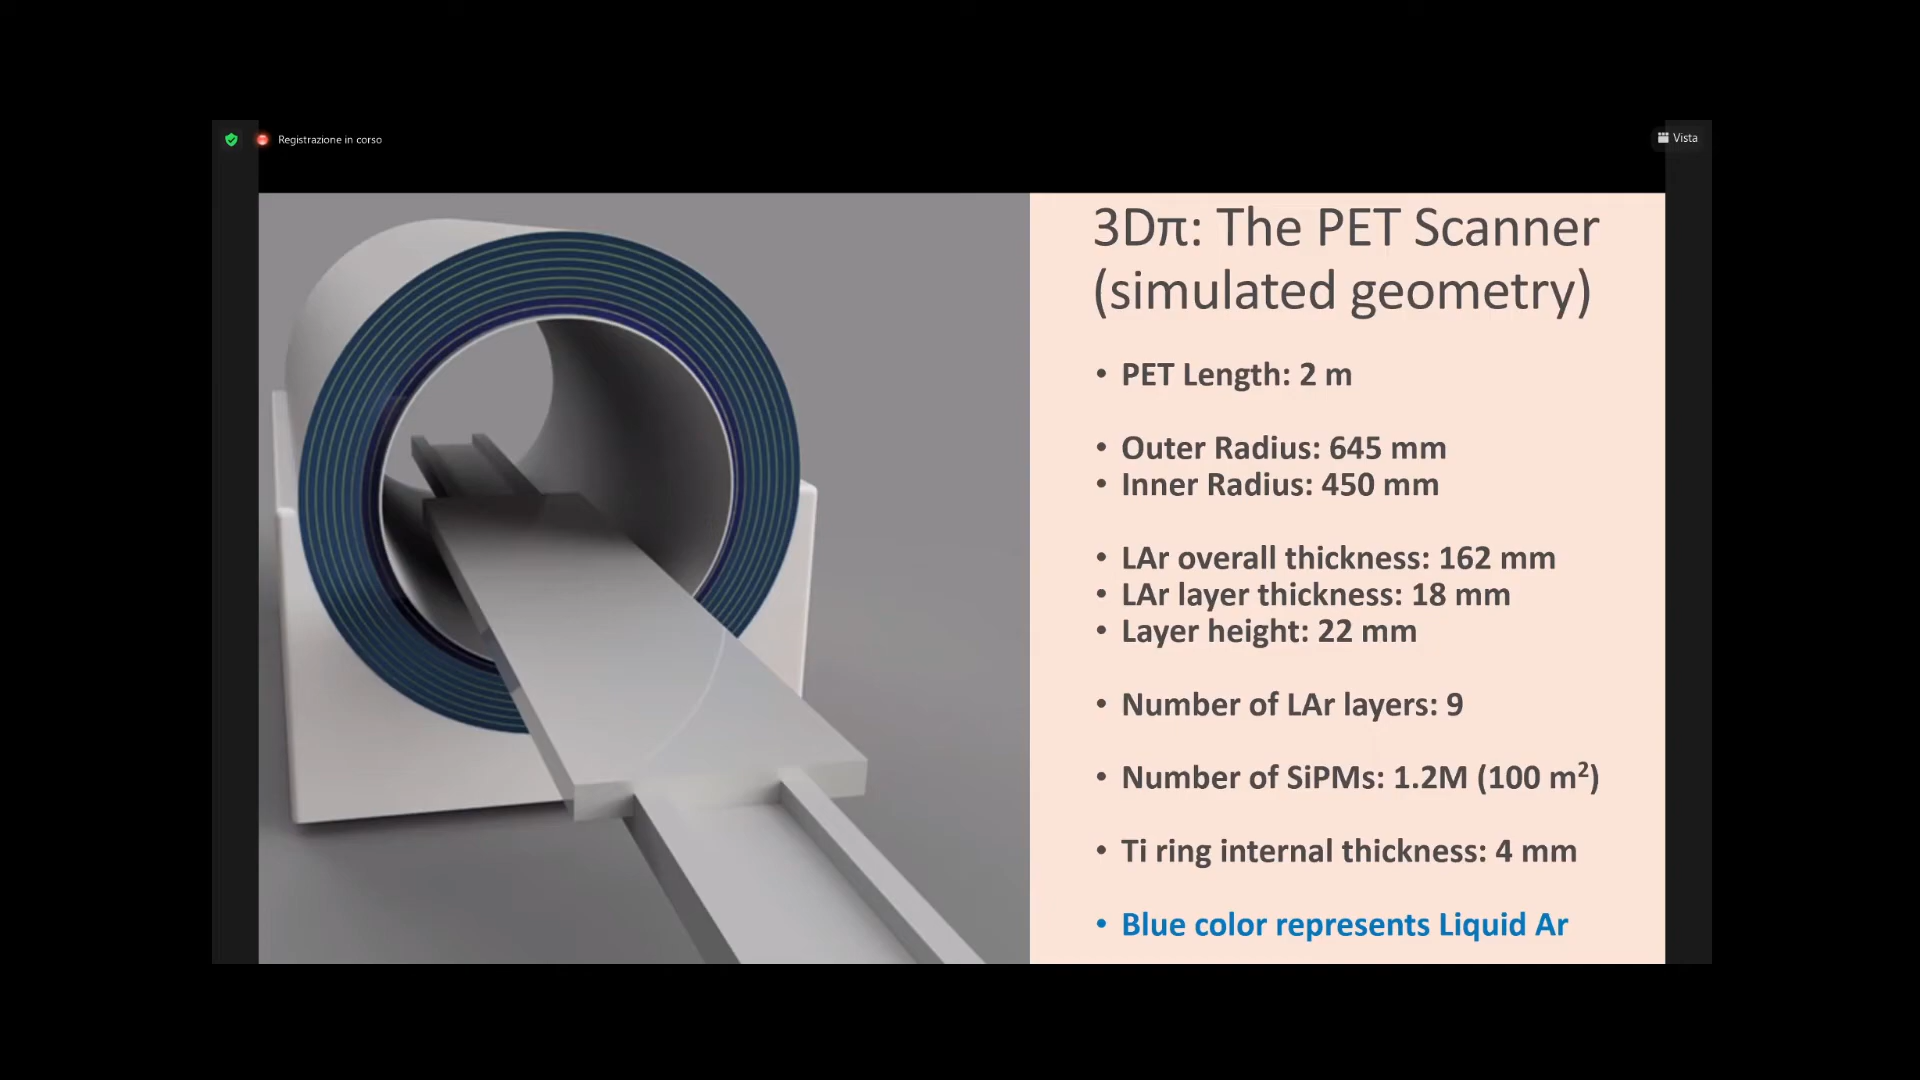 Registrazione in corso
Vista
3Dπ: The PET Scanner
(simulated geometry)
• PET Length: 2 m
• Outer Radius: 645 mm
• Inner Radius: 450 mm
• LAr overall thickness: 162 mm
• LAr layer thickness: 18 mm
• Layer height: 22 mm
• Number of LAr layers: 9
• Number of SiPMs: 1.2M (100 m²)
• Ti ring internal thickness: 4 mm
• Blue color represents Liquid Ar